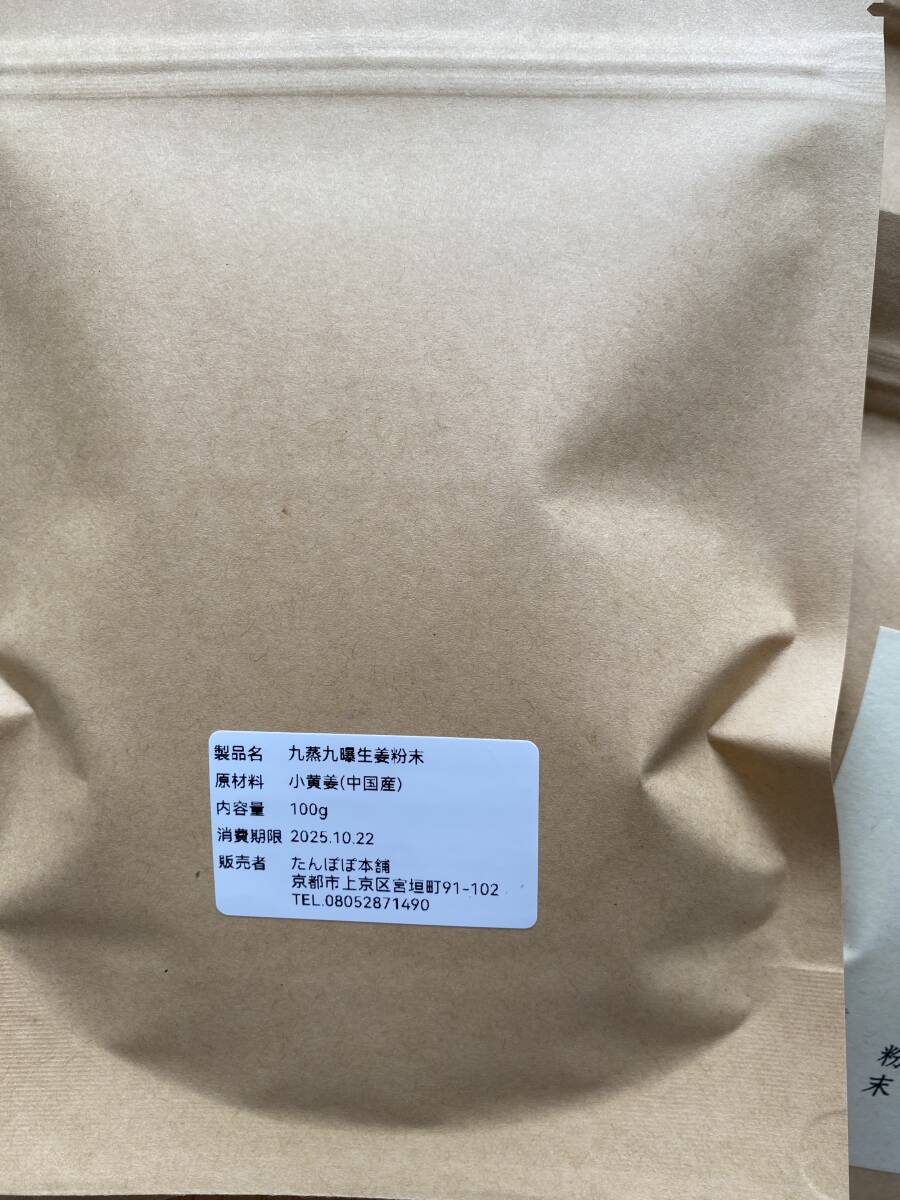 製品名 九蒸九曝生姜粉末
原材料 小黄姜(中国産)
内容量 100g
消費期限 2025.10.22
販売者 たんぽぽ本舗
京都市上京区宮垣町91-102
TEL.08052871490
粉
末